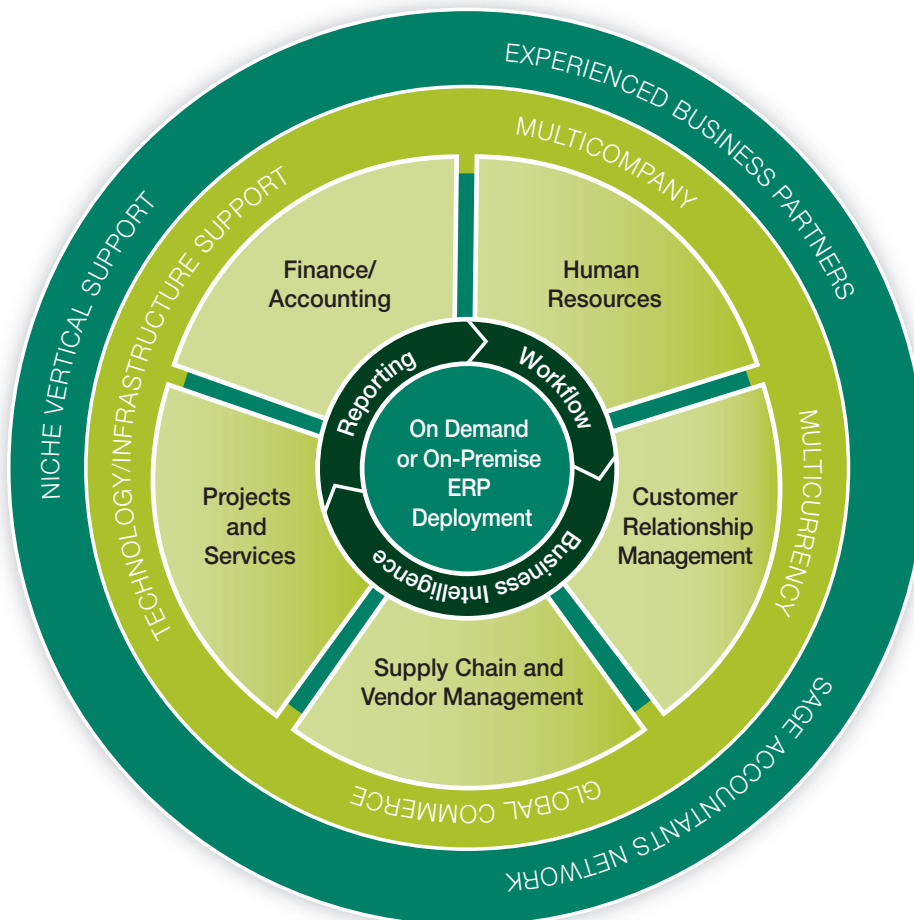 EXPERIENCED BUSINESS PARTNERS
SAGE ACCOUNTANTS NETWORK
NICHE VERTICAL SUPPORT
MULTICOMPANY
MULTICURRENCY
GLOBAL COMMERCE
TECHNOLOGY/INFRASTRUCTURE SUPPORT
Finance/
Accounting
Human
Resources
Customer
Relationship
Management
Supply Chain and
Vendor Management
Projects
and
Services
Reporting
Workflow
Business Intelligence
On Demand
or On-Premise
ERP
Deployment